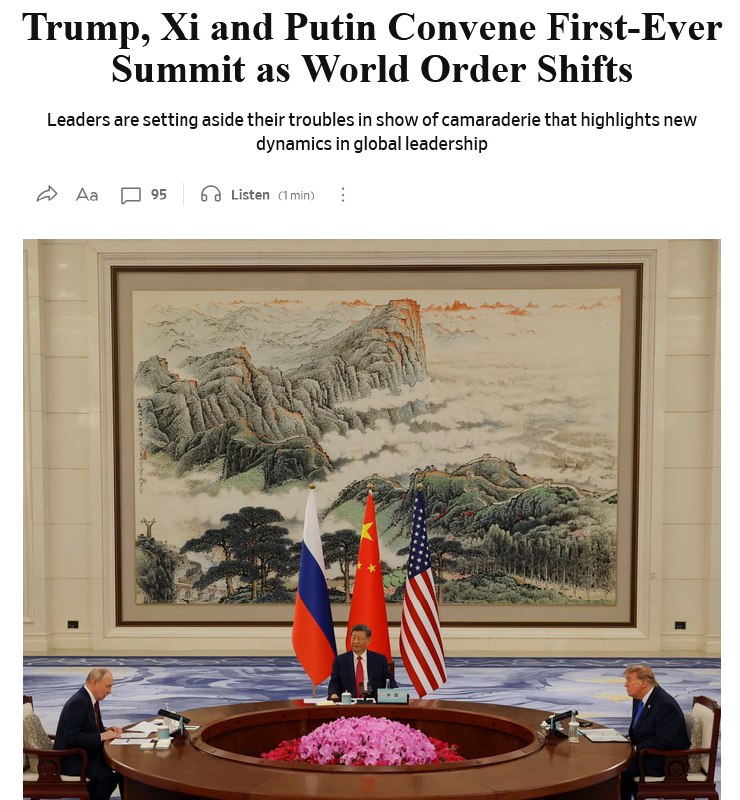 Trump, Xi and Putin Convene First-Ever
Summit as World Order Shifts
Leaders are setting aside their troubles in show of camaraderie that highlights new
dynamics in global leadership
Aa
95
Listen (1 min)